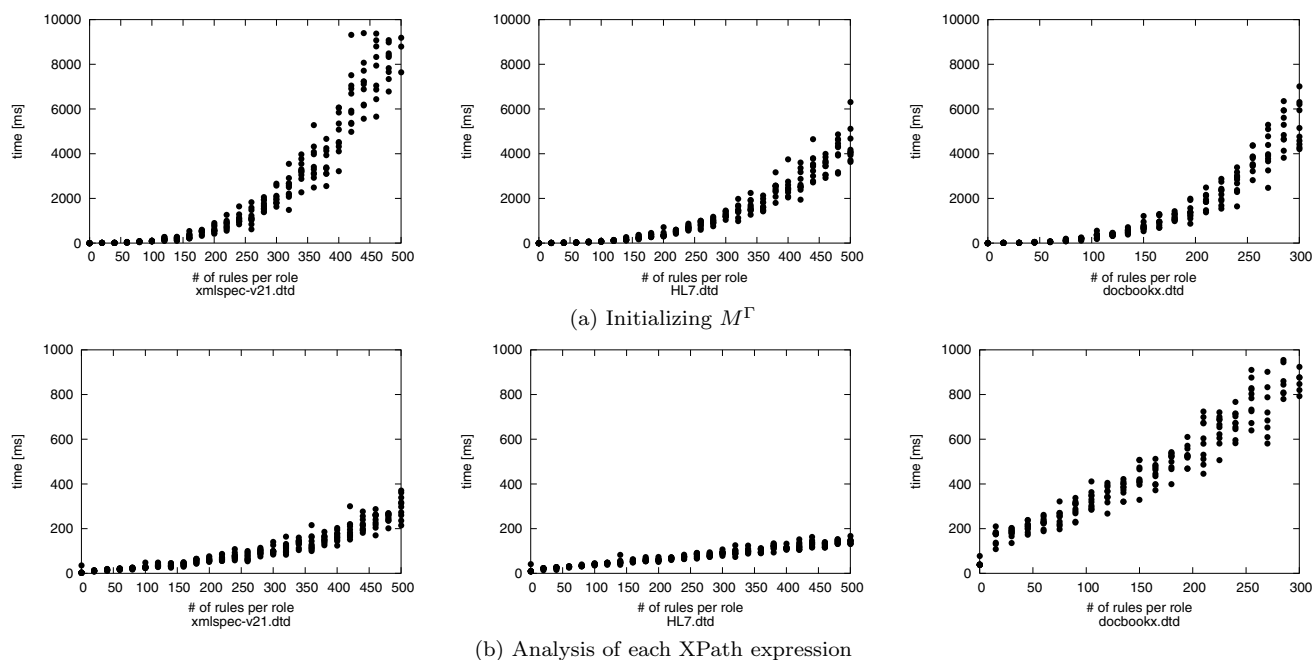 10000
8000
6000
4000
2000
0
time [ms]
0 50 100 150 200 250 300 350 400 450 500
# of rules per role
xmlspec-v21.dtd
10000
8000
6000
4000
2000
0
time [ms]
0 50 100 150 200 250 300 350 400 450 500
# of rules per role
HL7.dtd
10000
8000
6000
4000
2000
0
time [ms]
0 50 100 150 200 250 300
# of rules per role
docbookx.dtd
(a) Initializing M^Γ
1000
800
600
400
200
0
time [ms]
0 50 100 150 200 250 300 350 400 450 500
# of rules per role
xmlspec-v21.dtd
1000
800
600
400
200
0
time [ms]
0 50 100 150 200 250 300 350 400 450 500
# of rules per role
HL7.dtd
1000
800
600
400
200
0
time [ms]
0 50 100 150 200 250 300
# of rules per role
docbookx.dtd
(b) Analysis of each XPath expression